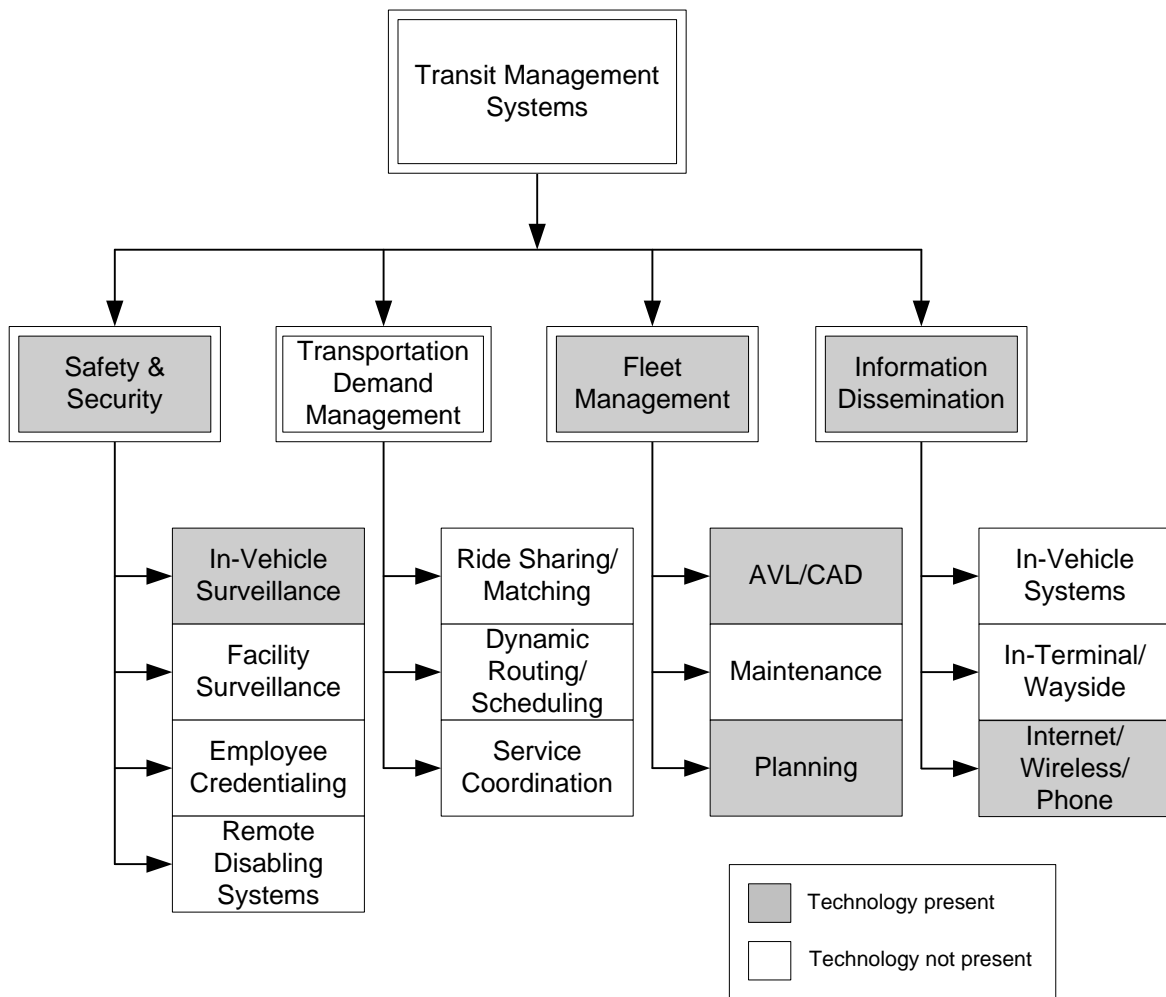 Transit Management
Systems
Safety &
Security
Transportation
Demand
Management
Fleet
Management
Information
Dissemination
In-Vehicle
Surveillance
Facility
Surveillance
Employee
Credentialing
Remote
Disabling
Systems
Ride Sharing/
Matching
Dynamic
Routing/
Scheduling
Service
Coordination
AVL/CAD
Maintenance
Planning
In-Vehicle
Systems
In-Terminal/
Wayside
Internet/
Wireless/
Phone
Technology present
Technology not present